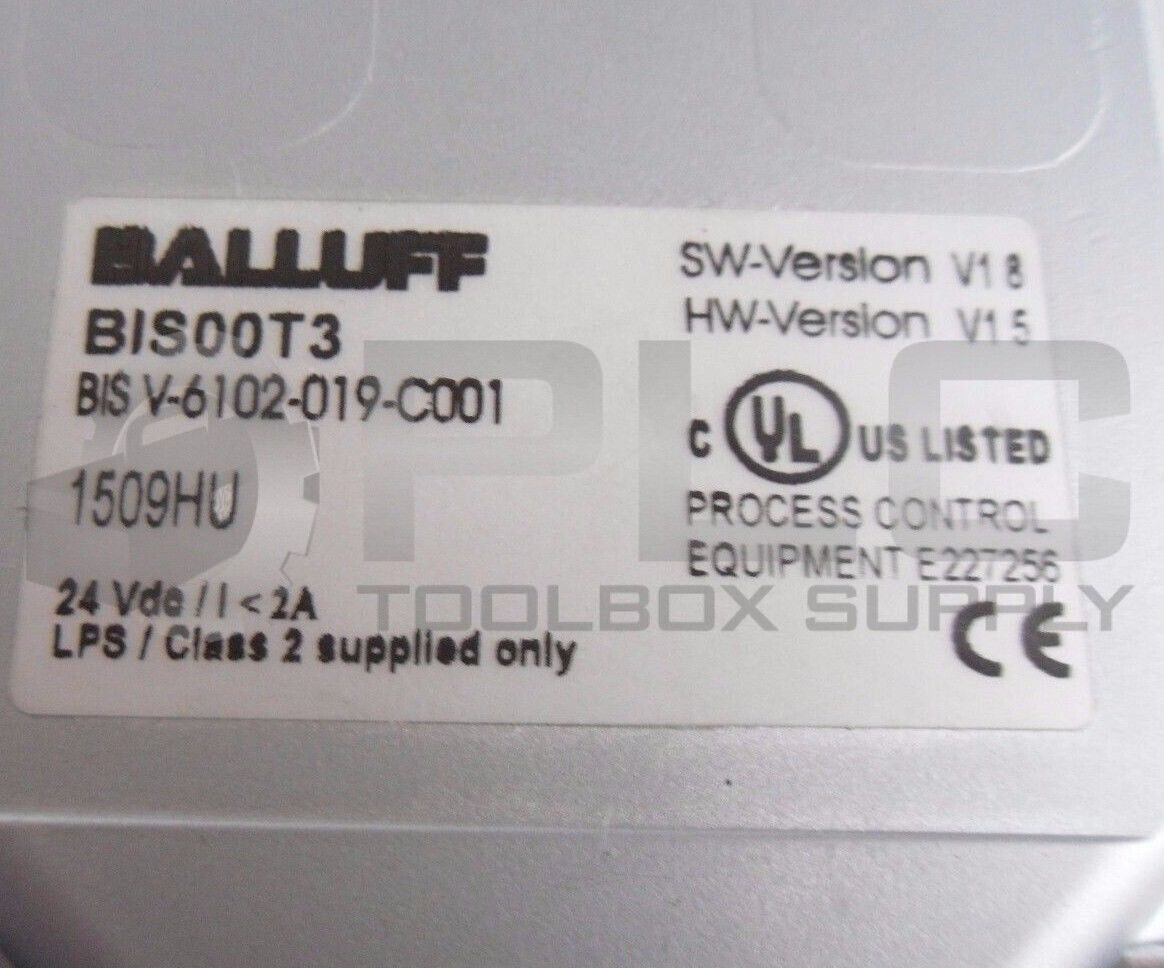 BALLUFF
BIS00T3
BIS V-6102-019-C001
1509HU
24 Vdc / I < 2A
LPS / Class 2 supplied only
SW-Version V1 8
HW-Version V1 5
C UL US LISTED
PROCESS CONTROL
EQUIPMENT E227256
CE
PLC
TOOLBOX SUPPLY